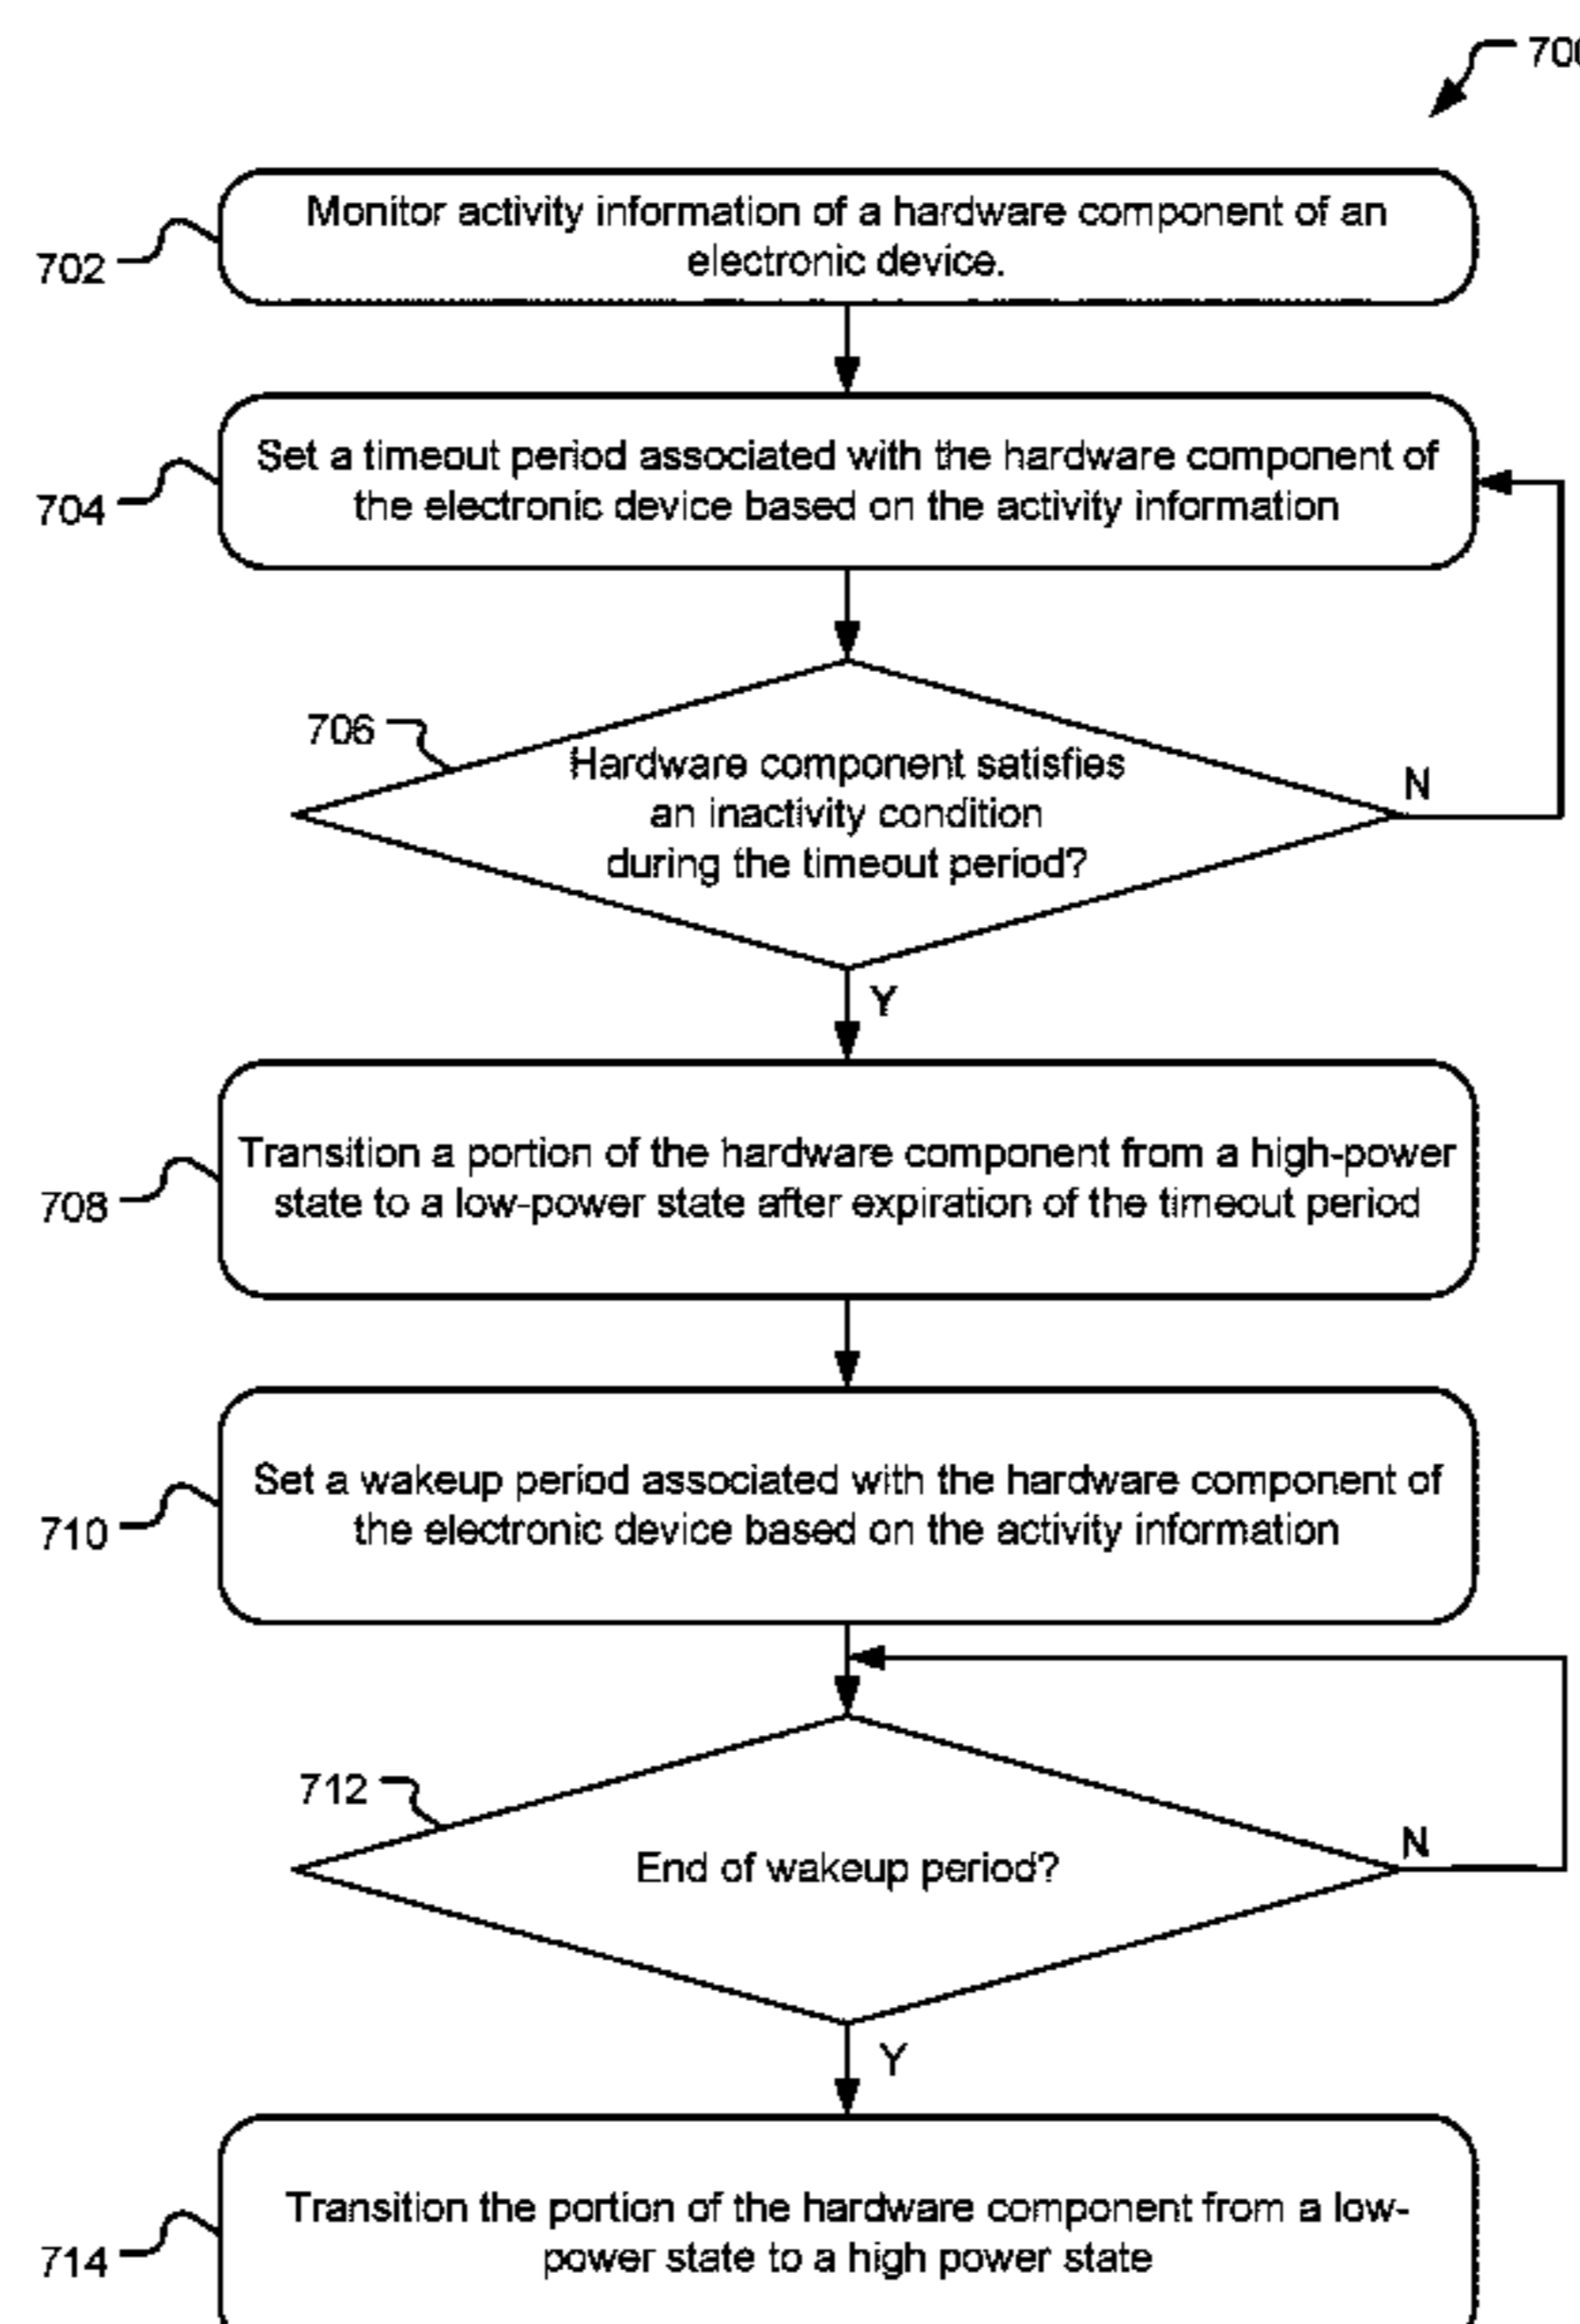 700
Monitor activity information of a hardware component of an
electronic device.
702
Set a timeout period associated with the hardware component of
the electronic device based on the activity information
704
706
Hardware component satisfies
an inactivity condition
during the timeout period?
N
Y
Transition a portion of the hardware component from a high-power
state to a low-power state after expiration of the timeout period
708
Set a wakeup period associated with the hardware component of
the electronic device based on the activity information
710
712
End of wakeup period?
N
Y
Transition the portion of the hardware component from a low-
power state to a high power state
714